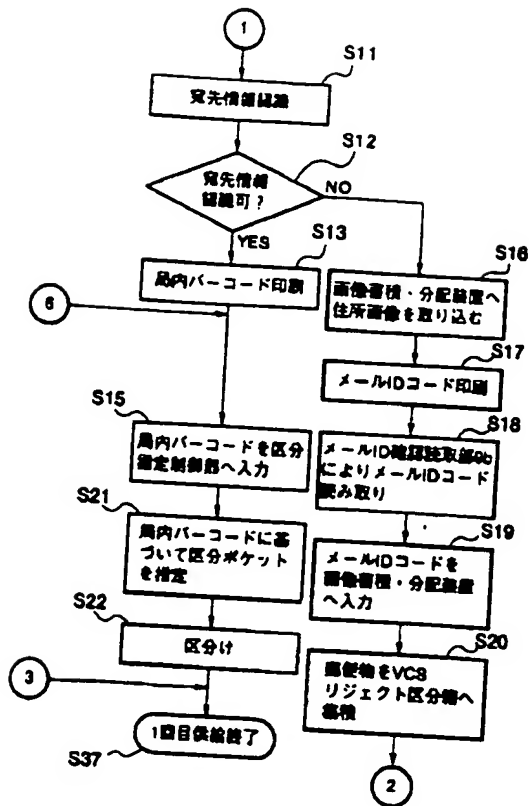 1
S11
宛先情報認識
S12
宛先情報
認識可？
NO
YES
S13
局内バーコード印刷
6
S16
画像蓄積・分配装置へ
住所画像を取り込む
S17
メールIDコード印刷
S15
局内バーコードを区分
指定制御部へ入力
S18
メールID確認読取部9b
によりメールIDコード
読み取り
S21
局内バーコードに基
づいて区分ポケット
を指定
S19
メールIDコードを
画像蓄積・分配装置
へ入力
S22
区分け
S20
郵便物をVCS
リジェクト区分箱へ
集積
3
1回目供給終了
S37
2